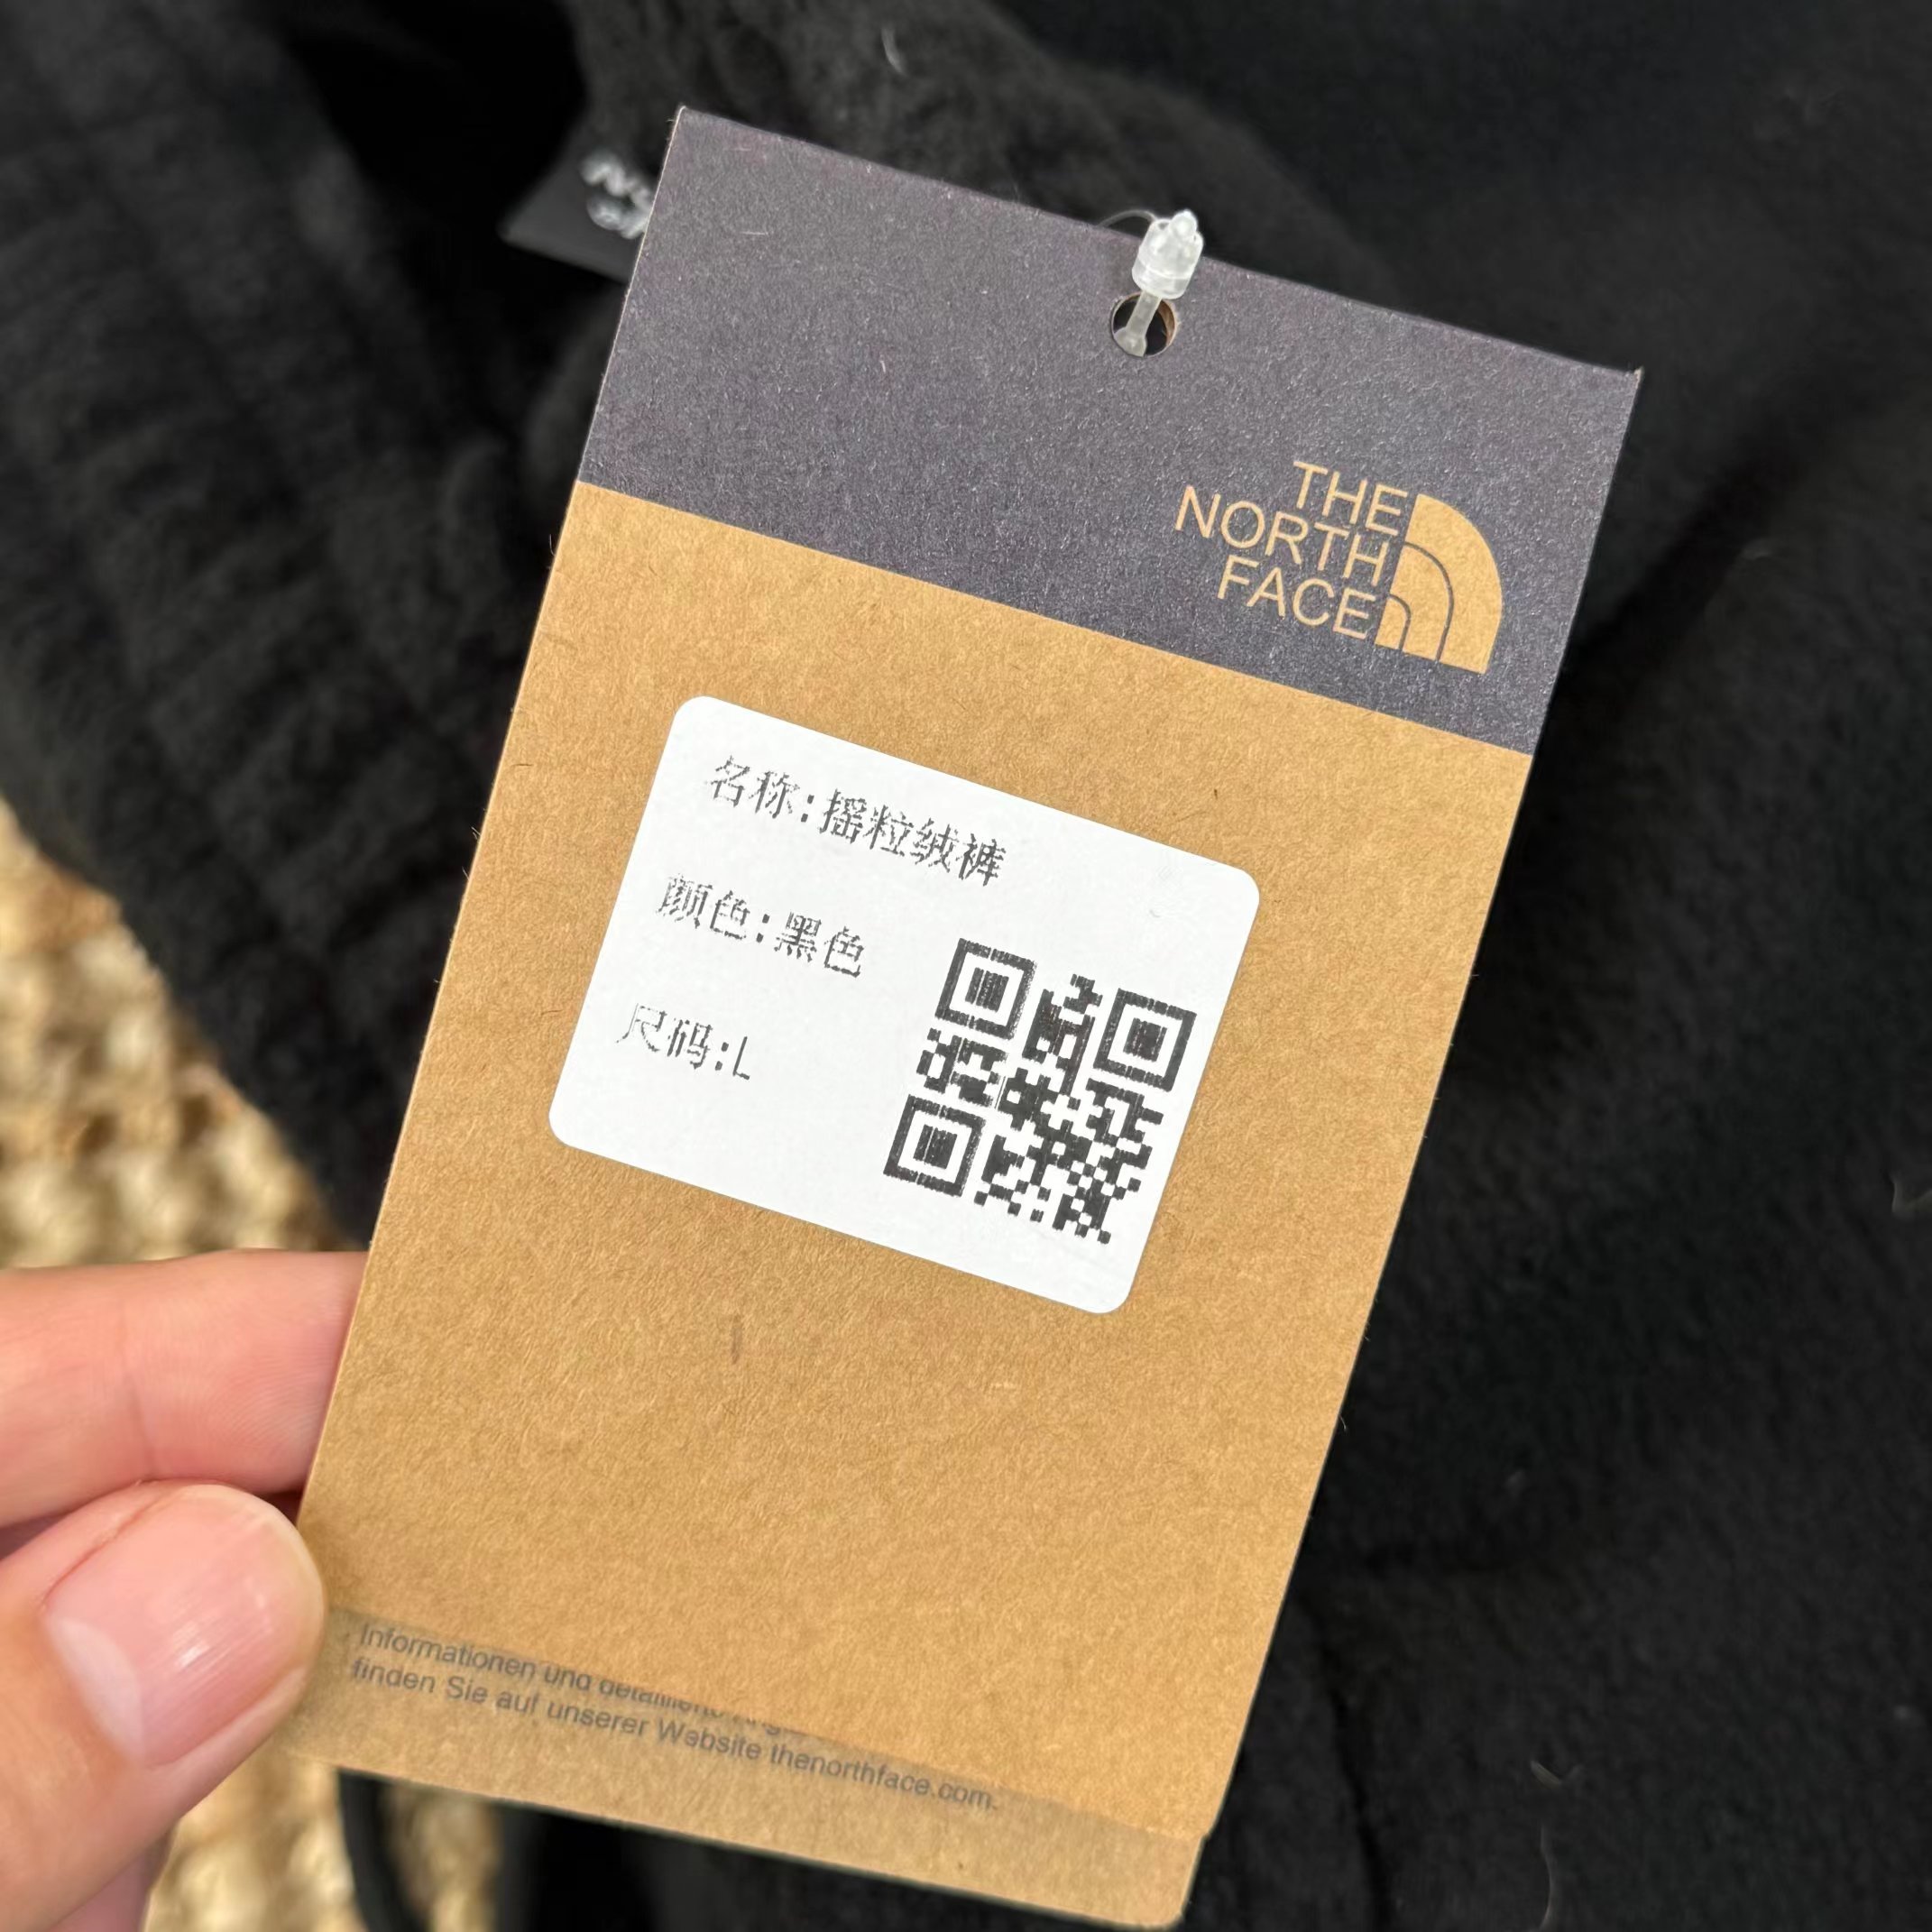 THE
NORTH
FACE
名称:摇粒绒裤
颜色:黑色
尺码:L
Informationen und detaillierte
finden Sie auf unserer Website thenorthface.com.